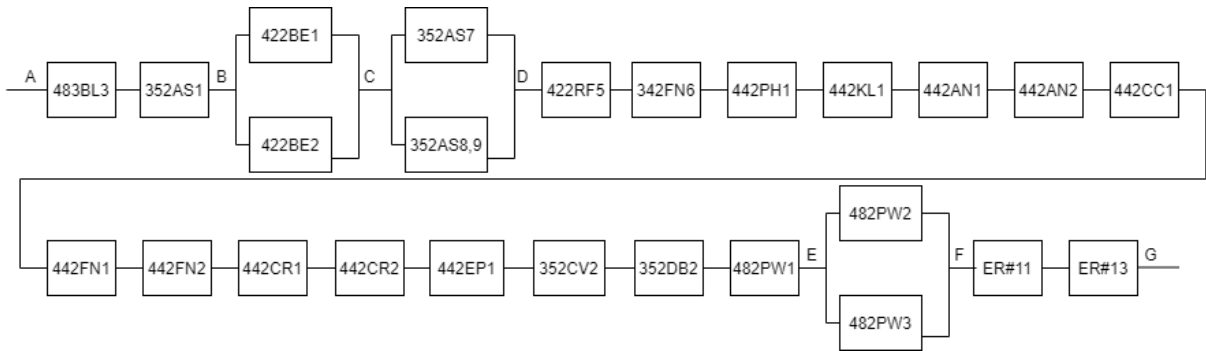 422BE1
352AS7
A
483BL3
352AS1
B
C
D
422RF5
342FN6
442PH1
442KL1
442AN1
442AN2
442CC1
422BE2
352AS8,9
482PW2
442FN1
442FN2
442CR1
442CR2
442EP1
352CV2
352DB2
482PW1
E
F
ER#11
ER#13
G
482PW3